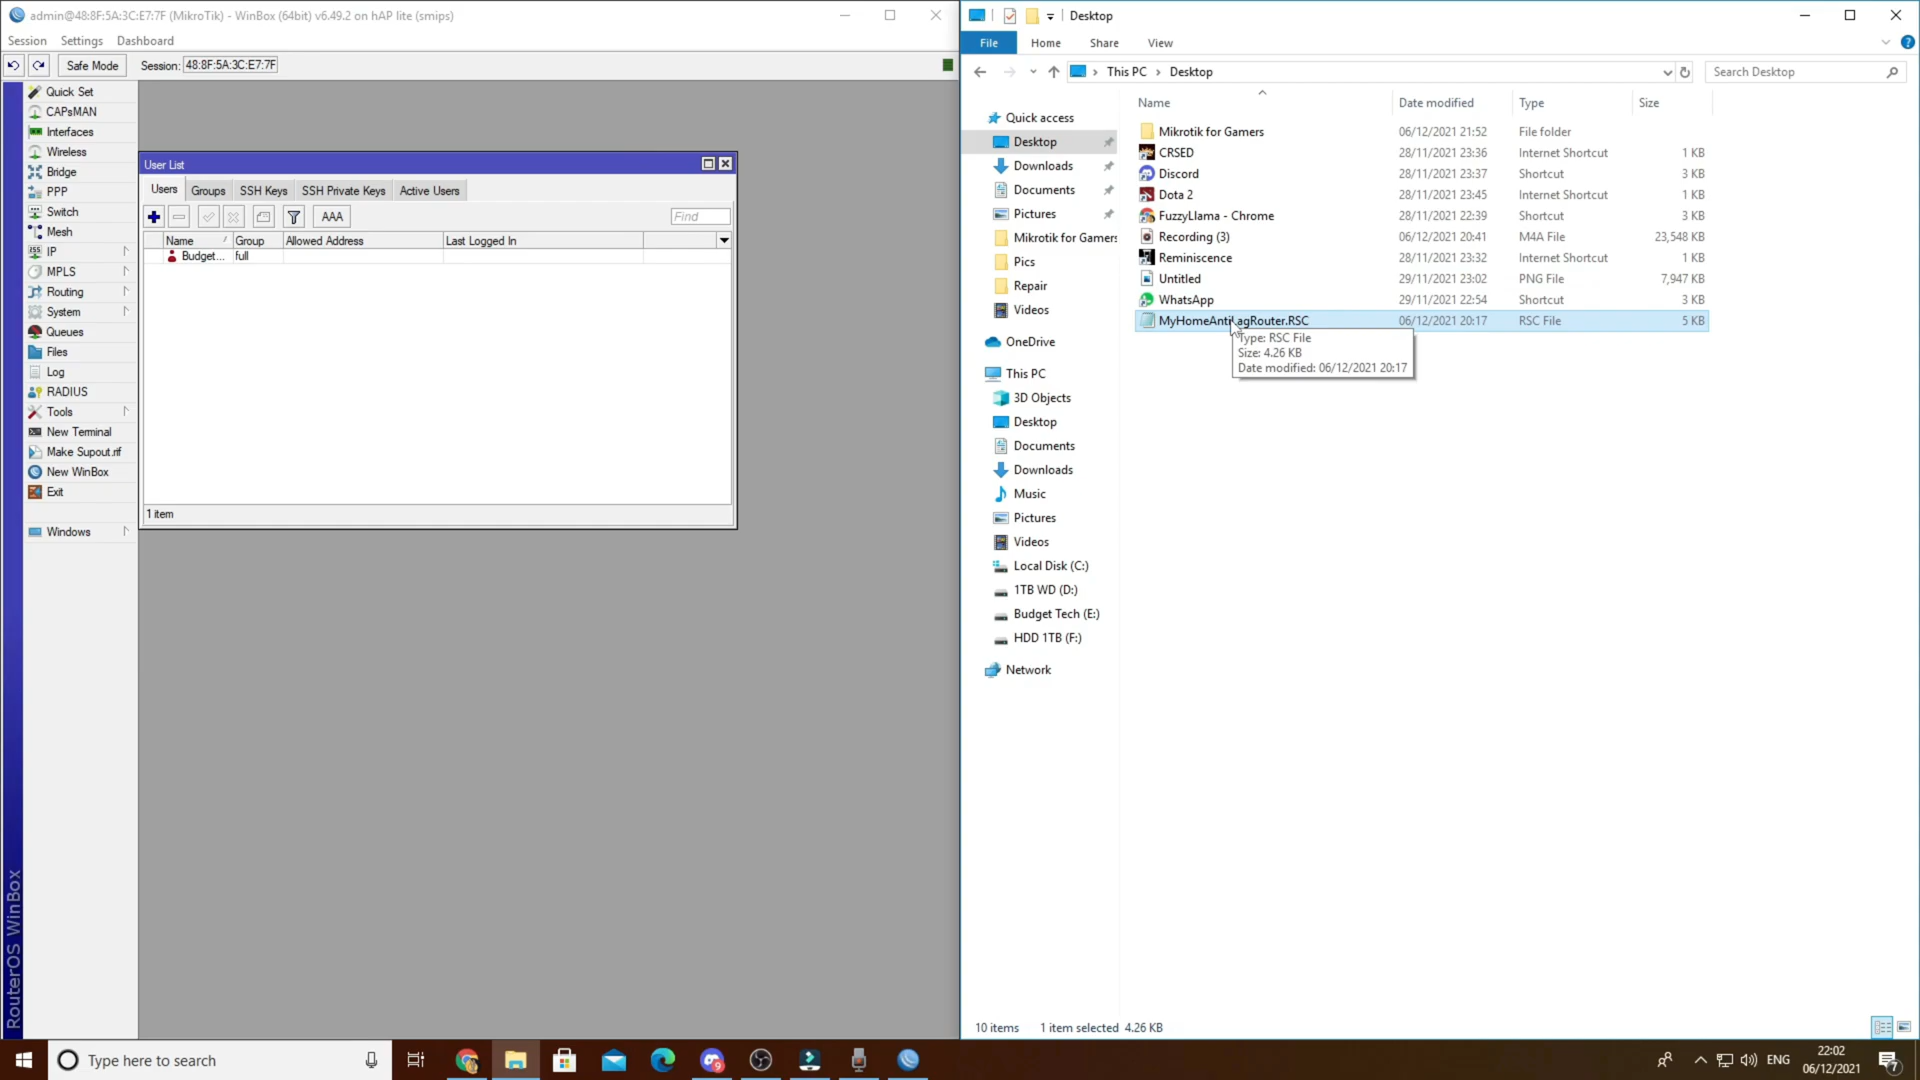 admin@48:8F:5A:3C:E7:7F (MikroTik) - WinBox (64bit) v6.49.2 on hAP lite (smips)
Session Settings Dashboard
Safe Mode Session: 48:8F:5A:3C:E7:7F
Quick Set
CAPsMAN
Interfaces
Wireless
Bridge
PPP
Switch
Mesh
IP
MPLS
Routing
System
Queues
Files
Log
RADIUS
Tools
New Terminal
Make Supout.rif
New WinBox
Exit
Windows
RouterOS WinBox
User List
Users Groups SSH Keys SSH Private Keys Active Users
AAA Find
Name Group Allowed Address Last Logged In
Budget... full
1 item
Desktop
File Home Share View
This PC Desktop Search Desktop
Quick access
Desktop
Downloads
Documents
Pictures
Mikrotik for Gamers
Pics
Repair
Videos
OneDrive
This PC
3D Objects
Desktop
Documents
Downloads
Music
Pictures
Videos
Local Disk (C:)
1TB WD (D:)
Budget Tech (E:)
HDD 1TB (F:)
Network
Name Date modified Type Size
Mikrotik for Gamers 06/12/2021 21:52 File folder
CRSED 28/11/2021 23:36 Internet Shortcut 1 KB
Discord 28/11/2021 23:37 Shortcut 3 KB
Dota 2 28/11/2021 23:45 Internet Shortcut 1 KB
FuzzyLlama - Chrome 28/11/2021 22:39 Shortcut 3 KB
Recording (3) 06/12/2021 20:41 M4A File 23,548 KB
Reminiscence 28/11/2021 23:32 Internet Shortcut 1 KB
Untitled 29/11/2021 23:02 PNG File 7,947 KB
WhatsApp 29/11/2021 22:54 Shortcut 3 KB
MyHomeAntiLagRouter.RSC 06/12/2021 20:17 RSC File 5 KB
Type: RSC File
Size: 4.26 KB
Date modified: 06/12/2021 20:17
10 items 1 item selected 4.26 KB
Type here to search
9
ENG
22:02
06/12/2021
7